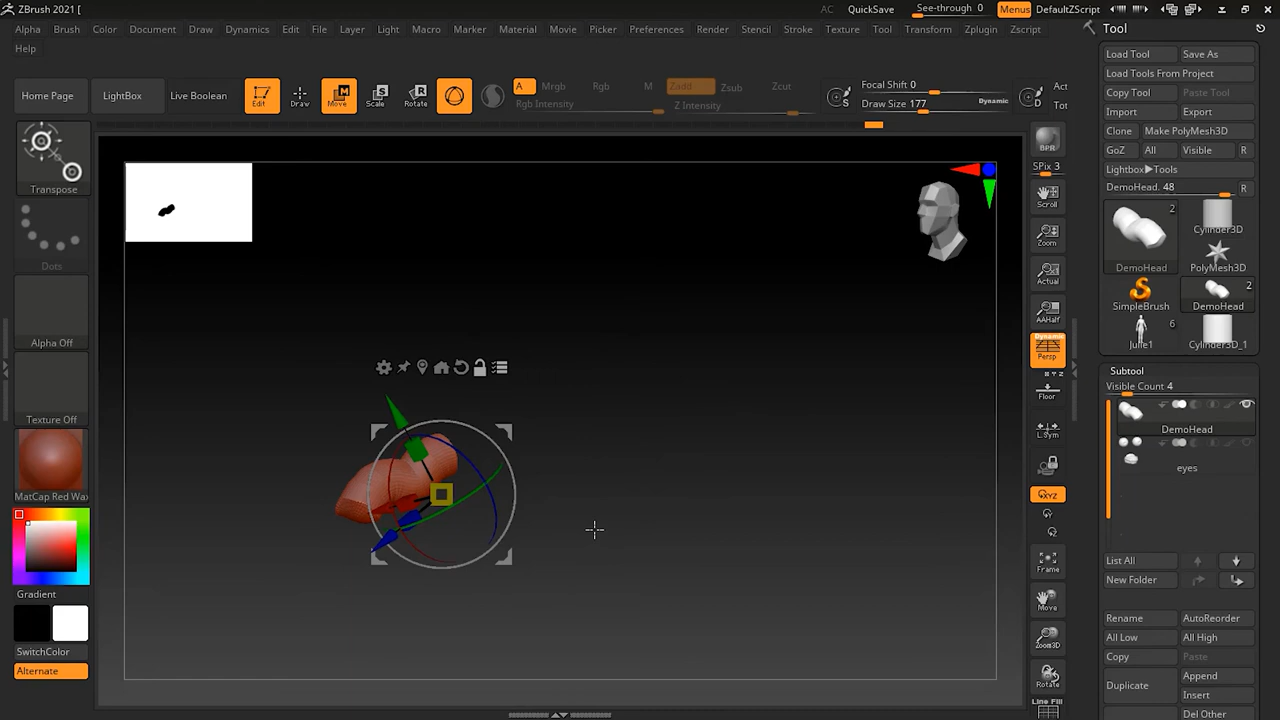 ZBrush 2021 [
AC QuickSave See-through 0 Menus DefaultZScript
Alpha Brush Color Document Draw Dynamics Edit File Layer Light Macro Marker Material Movie Picker Preferences Render Stencil Stroke Texture Tool Transform Zplugin Zscript
Help
Home Page LightBox Live Boolean Edit Draw Move Scale Rotate
A Mrgb Rgb M Zadd Zsub Zcut
Rgb Intensity Z Intensity
S Focal Shift 0
Draw Size 177 Dynamic
D Act
Tot
Transpose
Dots
Alpha Off
Texture Off
MatCap Red Wax
Gradient
SwitchColor
Alternate
BPR
SPix 3
Scroll
Zoom
Actual
AAHalf
Dynamic
Persp
Floor
L.Sym
XYZ
Y
Z
Frame
Move
Zoom3D
Rotate
Line Fill
Tool
Load Tool Save As
Load Tools From Project
Copy Tool Paste Tool
Import Export
Clone Make PolyMesh3D
GoZ All Visible R
Lightbox▶Tools
DemoHead. 48 R
2
DemoHead Cylinder3D
PolyMesh3D
SimpleBrush 2 DemoHead
6 Julie1 Cylinder3D_1
Subtool
Visible Count 4
DemoHead
eyes
List All
New Folder
Rename AutoReorder
All Low All High
Copy Paste
Duplicate Append
Insert
Del Other